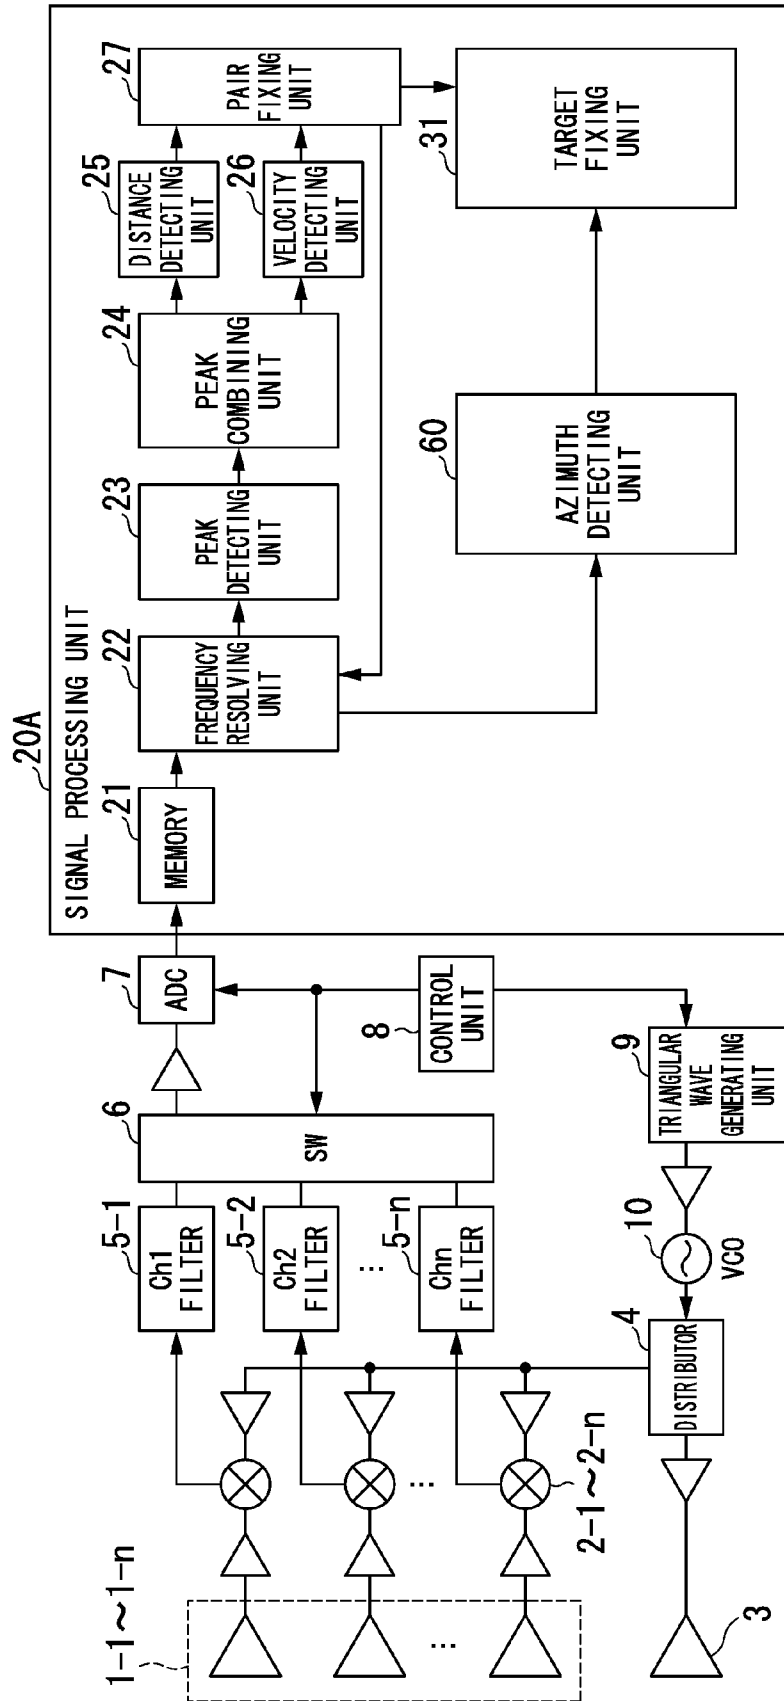 20A
SIGNAL PROCESSING UNIT
21
MEMORY
22
FREQUENCY
RESOLVING
UNIT
23
PEAK
DETECTING
UNIT
24
PEAK
COMBINING
UNIT
25
DISTANCE
DETECTING
UNIT
26
VELOCITY
DETECTING
UNIT
27
PAIR
FIXING
UNIT
60
AZIMUTH
DETECTING
UNIT
31
TARGET
FIXING
UNIT
1-1~1-n
...
2-1~2-n
...
5-1
Ch1
FILTER
5-2
Ch2
FILTER
...
5-n
Chn
FILTER
6
SW
7
ADC
8
CONTROL
UNIT
9
TRIANGULAR
WAVE
GENERATING
UNIT
10
VCO
4
DISTRIBUTOR
3